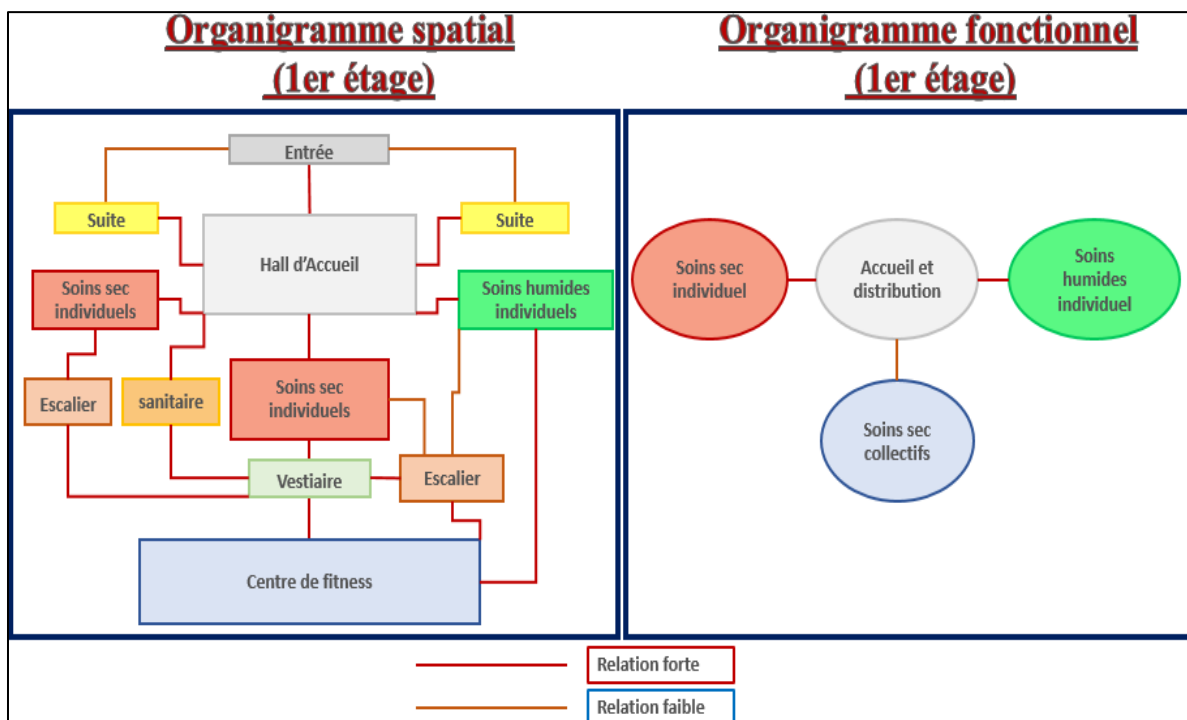 Organigramme spatial
(1er étage)
Entrée
Suite
Suite
Hall d'Accueil
Soins sec
individuels
Soins humides
individuels
Escalier
sanitaire
Soins sec
individuels
Vestiaire
Escalier
Centre de fitness
Organigramme fonctionnel
(1er étage)
Soins sec
individuel
Accueil et
distribution
Soins
humides
individuel
Soins sec
collectifs
Relation forte
Relation faible